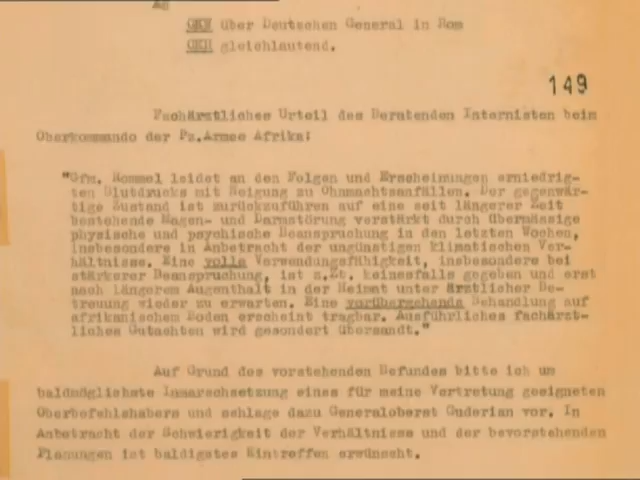 Ag
OKW über Deutschen General in Rom
OKH gleichlautend.
149
Fachärztliches Urteil des Beratenden Internisten beim
Oberkommando der Pz.Armee Afrika:
"Gfm. Rommel leidet an den Folgen und Erscheinungen erniedrig-
ten Blutdrucks mit Neigung zu Ohnmachtsanfällen. Der gegenwär-
tige Zustand ist zurückzuführen auf eine seit längerer Zeit
bestehende Magen- und Darmstörung verstärkt durch übermässige
physische und psychische Beanspruchung in den letzten Wochen,
insbesondere in Anbetracht der ungünstigen klimatischen Ver-
hältnisse. Eine volle Verwendungsfähigkeit, insbesondere bei
stärkerer Beanspruchung, ist z.Zt. keinesfalls gegeben und erst
nach längerem Augenthalt in der Heimat unter ärztlicher Be-
treuung wieder zu erwarten. Eine vorübergehende Behandlung auf
afrikanischem Boden erscheint tragbar. Ausführliches fachärzt-
liches Gutachten wird gesondert übersandt."
Auf Grund des vorstehenden Befundes bitte ich um
baldmöglichste Inmarschsetzung eines für meine Vertretung geeigneten
Oberbefehlshabers und schlage dazu Generaloberst Guderian vor. In
Anbetracht der Schwierigkeit der Verhältnisse und der bevorstehenden
Planungen ist baldigstes Eintreffen erwünscht.